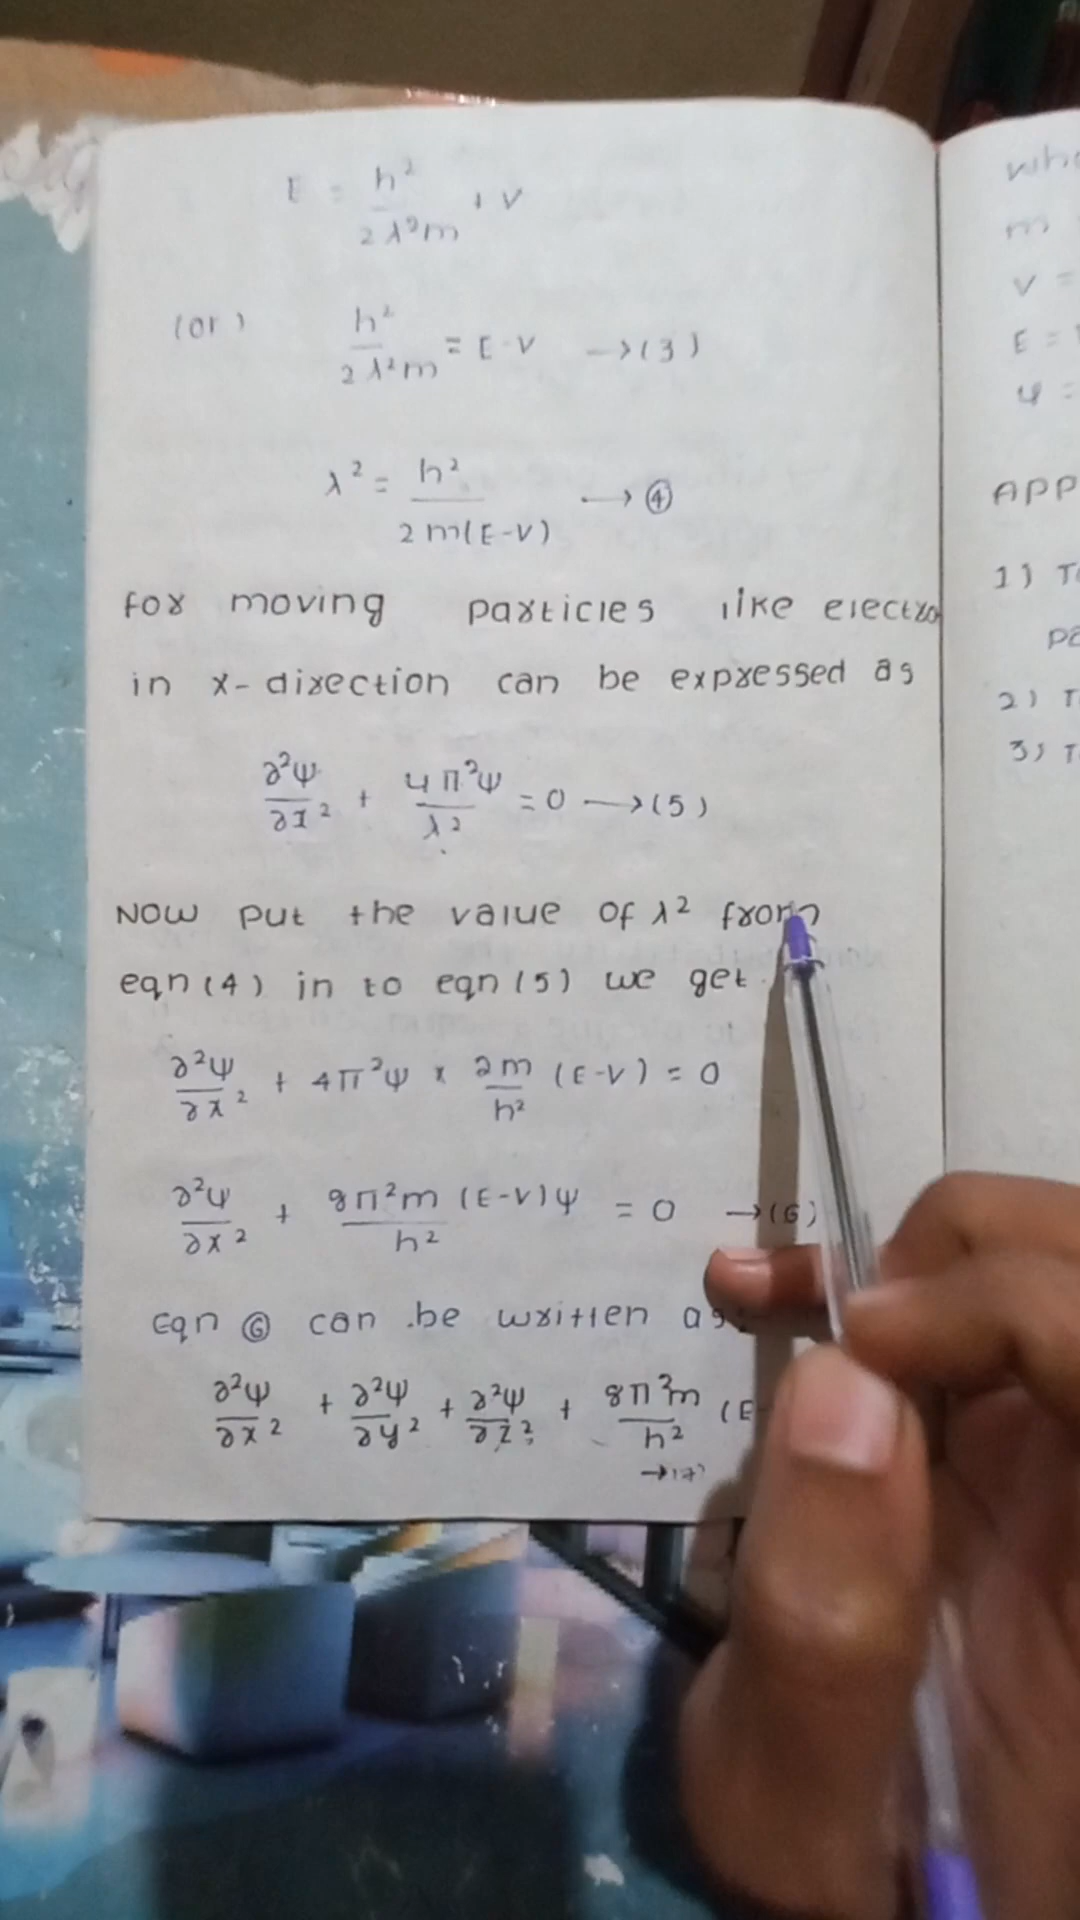 E = h²/2λ²m + V
(or) h²/2λ²m = E-V →(3)
λ² = h²/2m(E-V) → ④
for moving particles like electro
in x-direction can be expressed as
∂²ψ/∂x² + 4π²ψ/λ² = 0 →(5)
Now put the value of λ² from
eqn (4) in to eqn (5) we get
∂²ψ/∂x² + 4π²ψ x 2m/h² (E-V) = 0
∂²ψ/∂x² + 8π²m/h² (E-V)ψ = 0 →(6)
Eqn ⑥ can be written as
∂²ψ/∂x² + ∂²ψ/∂y² + ∂²ψ/∂z² + 8π²m/h² (E-
→(7)
m
V =
E =
ψ =
APP
1)
2)
3)